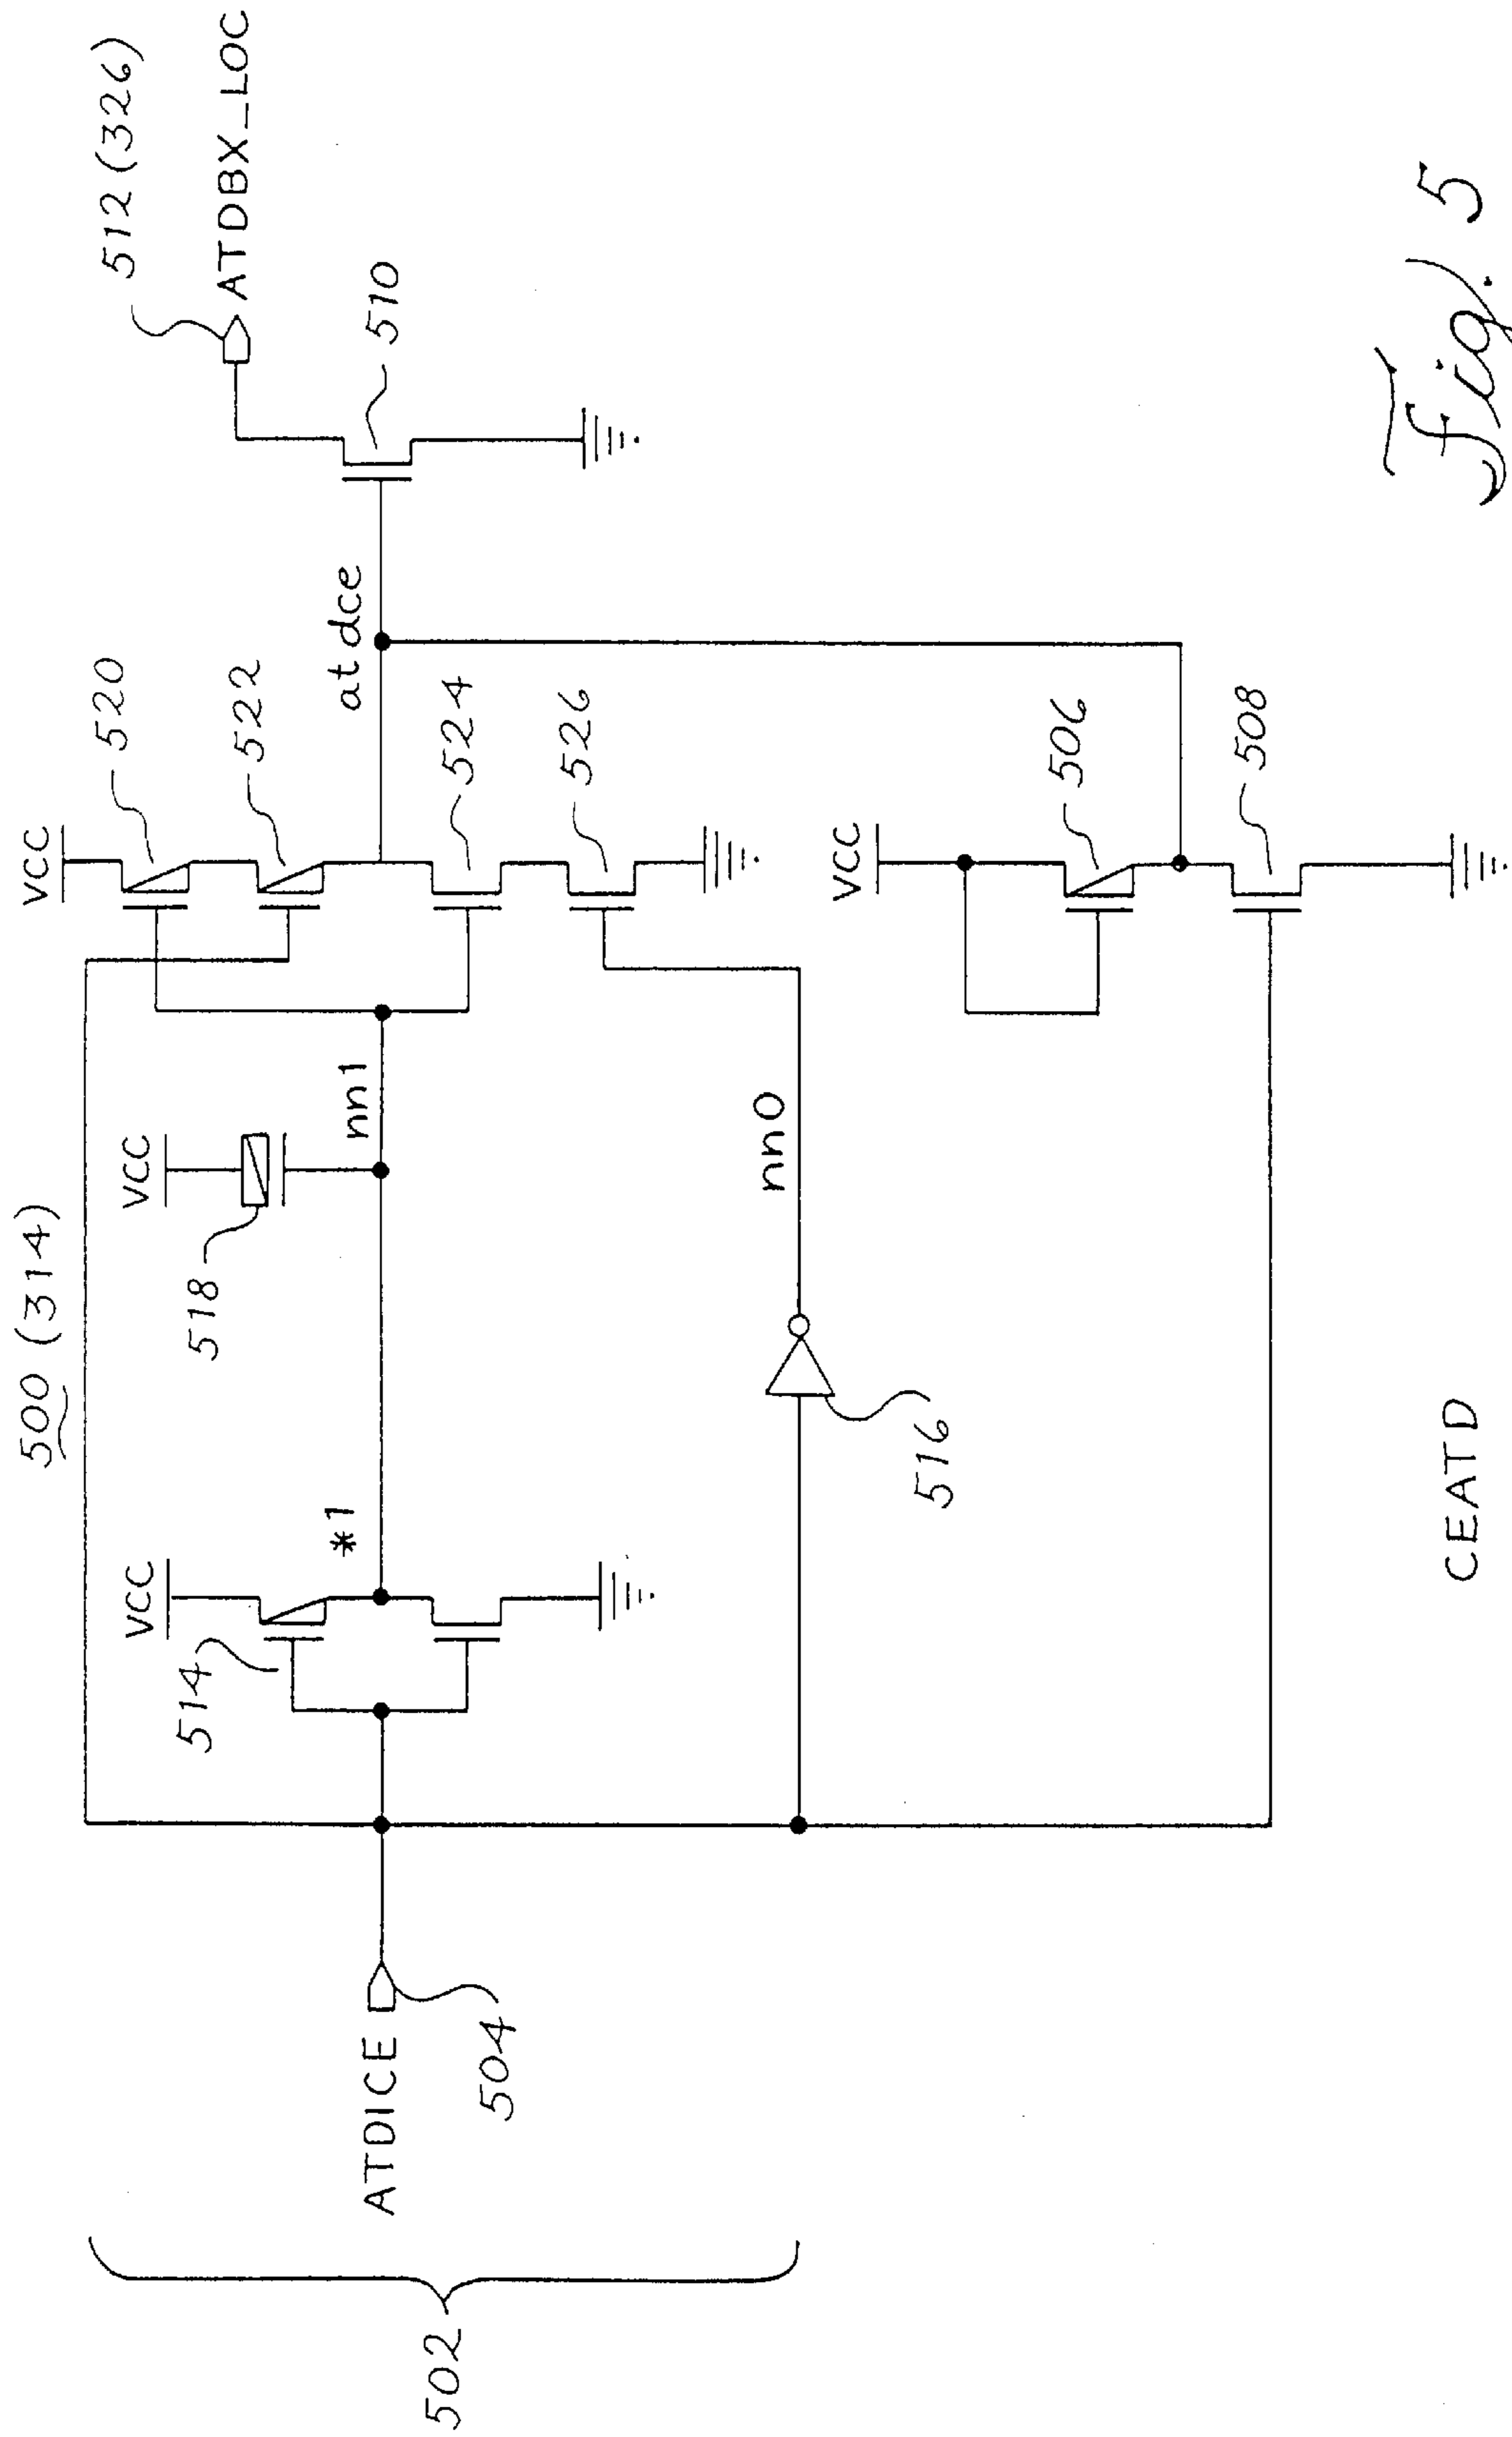 500 (314)
VCC
520
522
524
526
VCC
518
nn1
atdce
512 (326)
ATDBX_LOC
510
VCC
514
*1
ATDICE
504
502
nn0
516
VCC
506
508
CEATD
Fig. 5